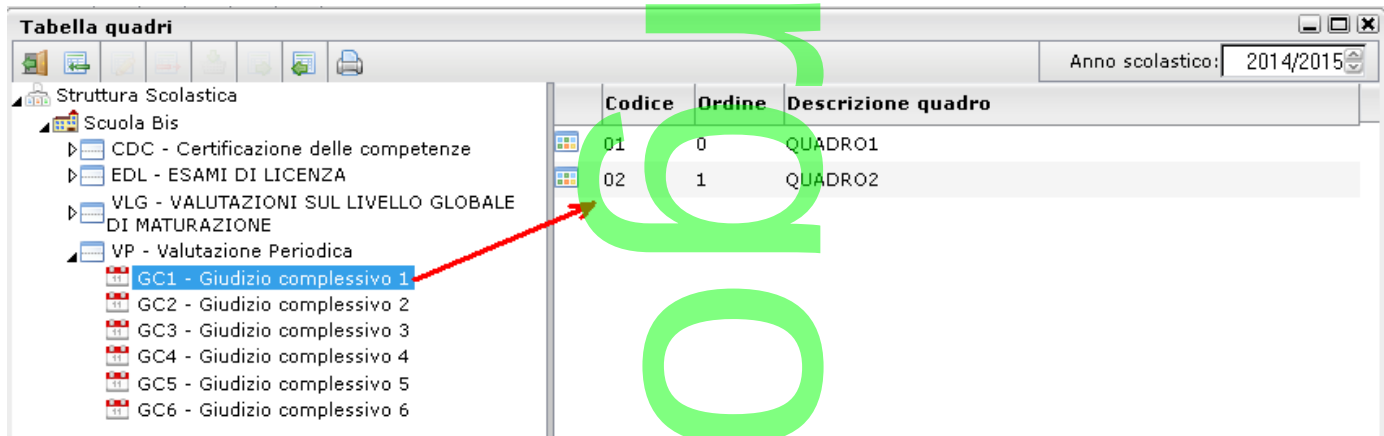 Tabella quadri
Anno scolastico: 2014/2015
Struttura Scolastica
Scuola Bis
CDC - Certificazione delle competenze
EDL - ESAMI DI LICENZA
VLG - VALUTAZIONI SUL LIVELLO GLOBALE
DI MATURAZIONE
VP - Valutazione Periodica
GC1 - Giudizio complessivo 1
GC2 - Giudizio complessivo 2
GC3 - Giudizio complessivo 3
GC4 - Giudizio complessivo 4
GC5 - Giudizio complessivo 5
GC6 - Giudizio complessivo 6
Codice Ordine Descrizione quadro
01 0 QUADRO1
02 1 QUADRO2